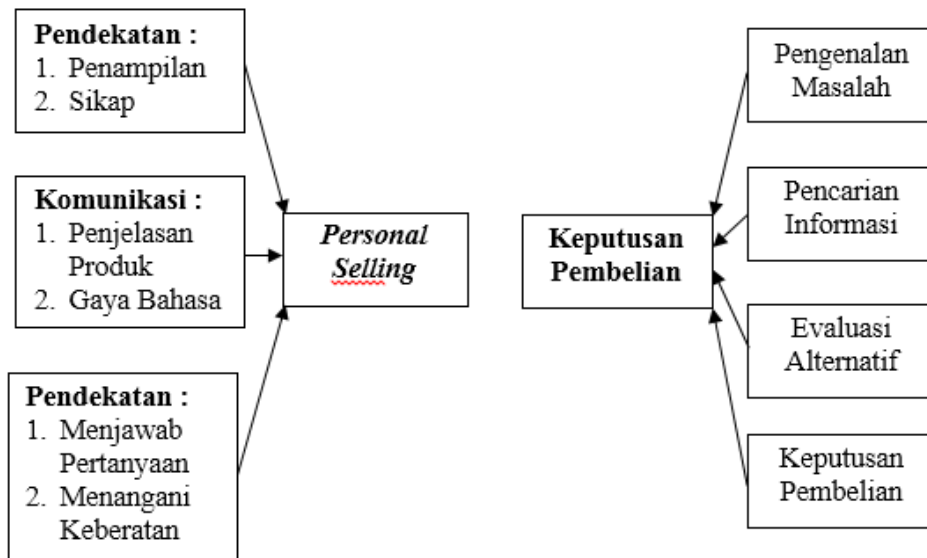 Pendekatan :
1. Penampilan
2. Sikap
Komunikasi :
1. Penjelasan
Produk
2. Gaya Bahasa
Pendekatan :
1. Menjawab
Pertanyaan
2. Menangani
Keberatan
Personal
Selling
Keputusan
Pembelian
Pengenalan
Masalah
Pencarian
Informasi
Evaluasi
Alternatif
Keputusan
Pembelian